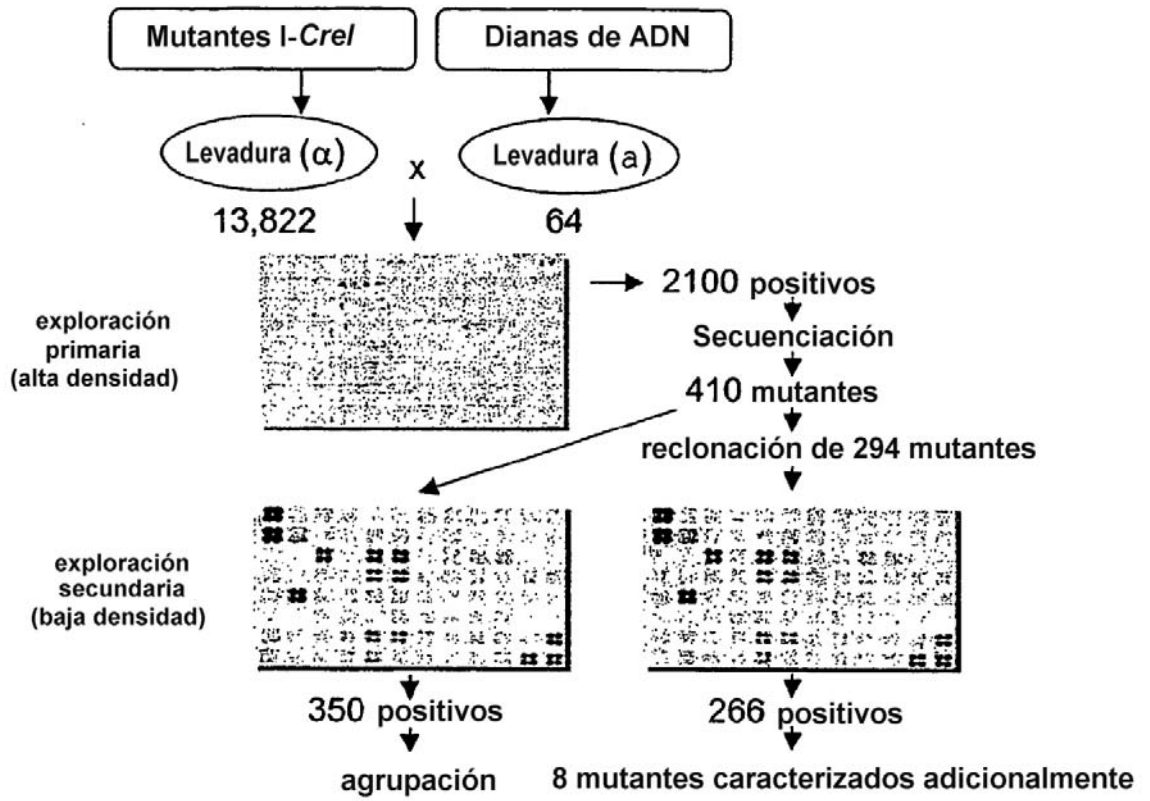 Mutantes I-CreI
Dianas de ADN
Levadura (α)
x
Levadura (a)
13,822
64
exploración
primaria
(alta densidad)
2100 positivos
Secuenciación
410 mutantes
reclonación de 294 mutantes
exploración
secundaria
(baja densidad)
350 positivos
266 positivos
agrupación
8 mutantes caracterizados adicionalmente